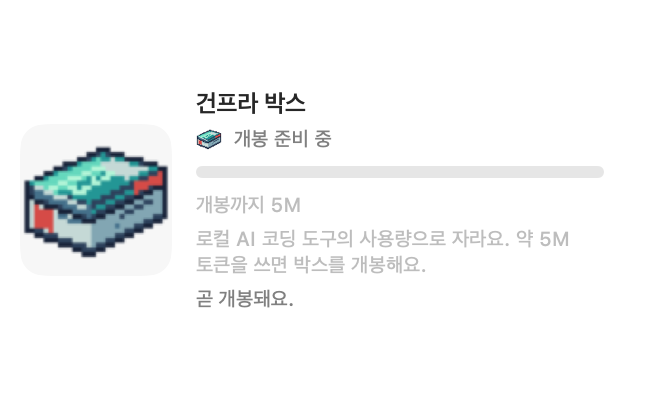 건프라 박스
개봉 준비 중
개봉까지 5M
로컬 AI 코딩 도구의 사용량으로 자라요. 약 5M
토큰을 쓰면 박스를 개봉해요.
곧 개봉돼요.